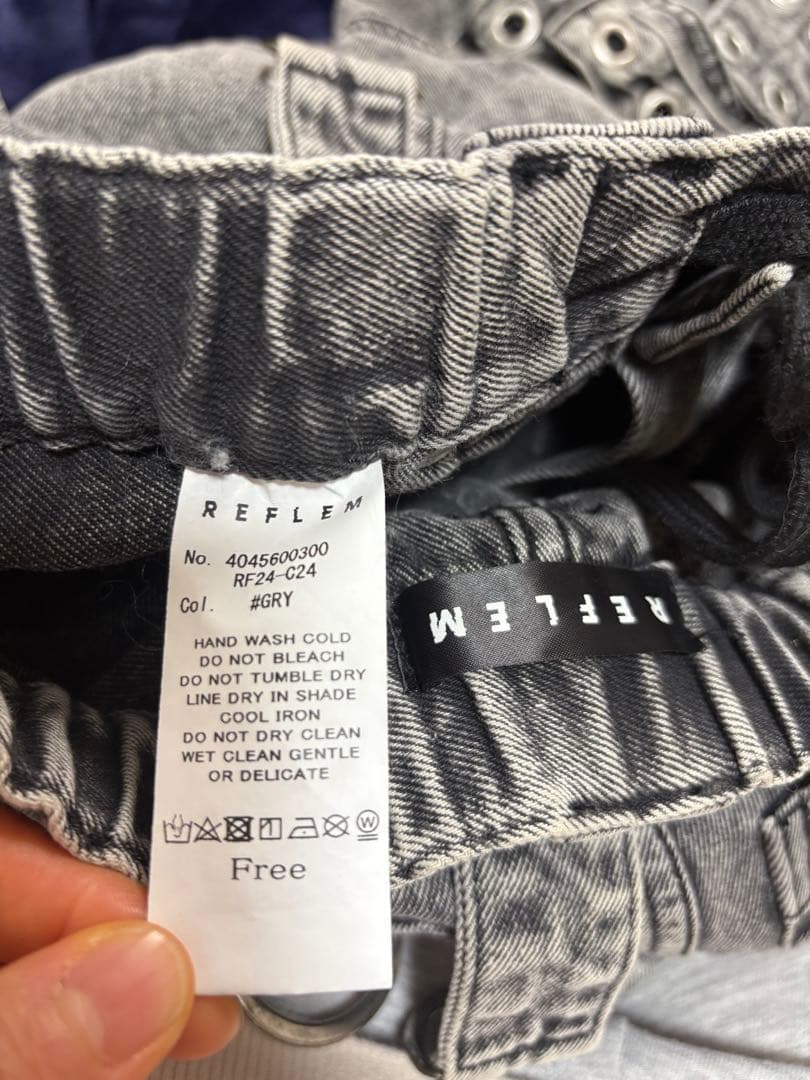 REFLEM
No. 4045600300
RF24-C24
Col. #GRY
HAND WASH COLD
DO NOT BLEACH
DO NOT TUMBLE DRY
LINE DRY IN SHADE
COOL IRON
DO NOT DRY CLEAN
WET CLEAN GENTLE
OR DELICATE
W
Free
REFLEM